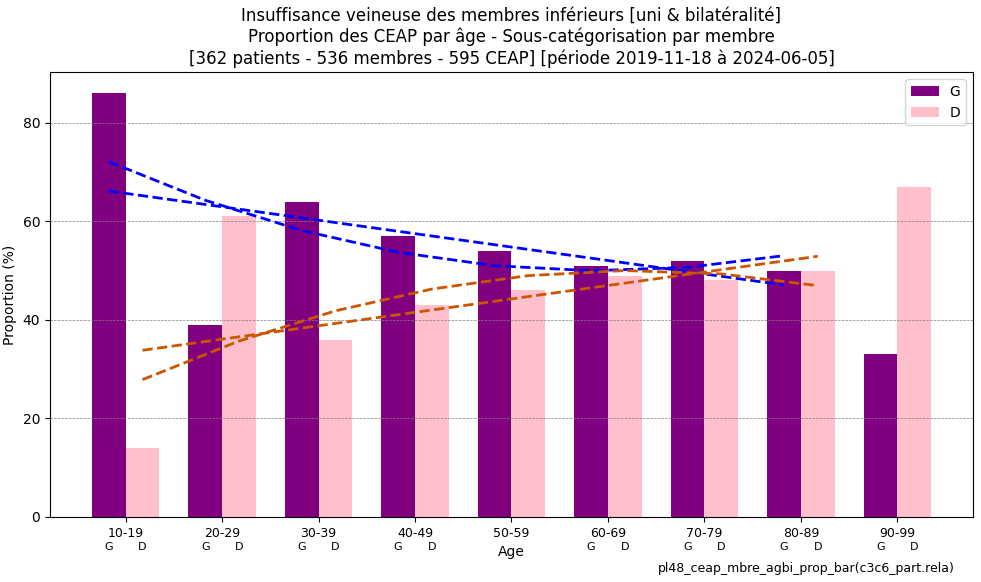 Insuffisance veineuse des membres inférieurs [uni & bilatéralité]
Proportion des CEAP par âge - Sous-catégorisation par membre
[362 patients - 536 membres - 595 CEAP] [période 2019-11-18 à 2024-06-05]
G
D
Proportion (%)
80
60
40
20
0
10-19 20-29 30-39 40-49 50-59 60-69 70-79 80-89 90-99
G D G D G D G D G D G D G D G D G D
Age
pl48_ceap_mbre_agbi_prop_bar(c3c6_part.rela)